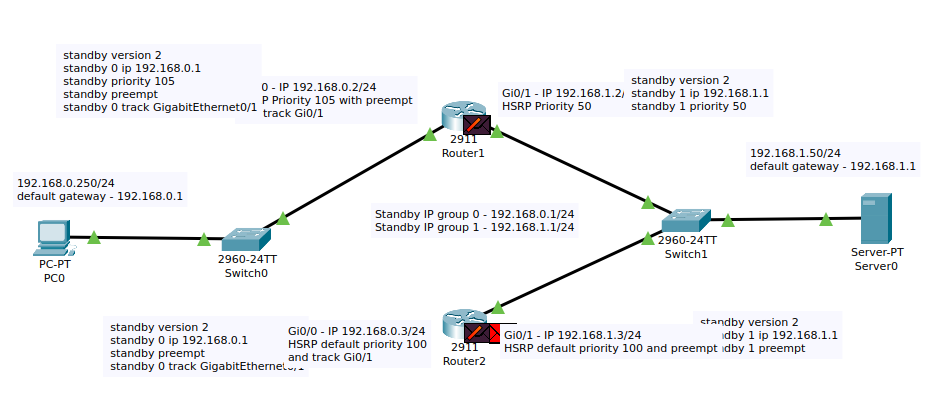 standby version 2
standby 0 ip 192.168.0.1
standby priority 105
standby preempt
standby 0 track GigabitEthernet0/1
0 - IP 192.168.0.2/24
P Priority 105 with preempt
track Gi0/1
Gi0/1 - IP 192.168.1.2/
HSRP Priority 50
standby version 2
standby 1 ip 192.168.1.1
standby 1 priority 50
2911
Router1
192.168.1.50/24
default gateway - 192.168.1.1
192.168.0.250/24
default gateway - 192.168.0.1
Standby IP group 0 - 192.168.0.1/24
Standby IP group 1 - 192.168.1.1/24
PC-PT
PC0
2960-24TT
Switch0
2960-24TT
Switch1
Server-PT
Server0
standby version 2
standby 0 ip 192.168.0.1
standby preempt
standby 0 track GigabitEthernet0/1
Gi0/0 - IP 192.168.0.3/24
HSRP default priority 100
and track Gi0/1
2911
Router2
Gi0/1 - IP 192.168.1.3/24
HSRP default priority 100 and preempt
standby version 2
ndby 1 ip 192.168.1.1
ndby 1 preempt